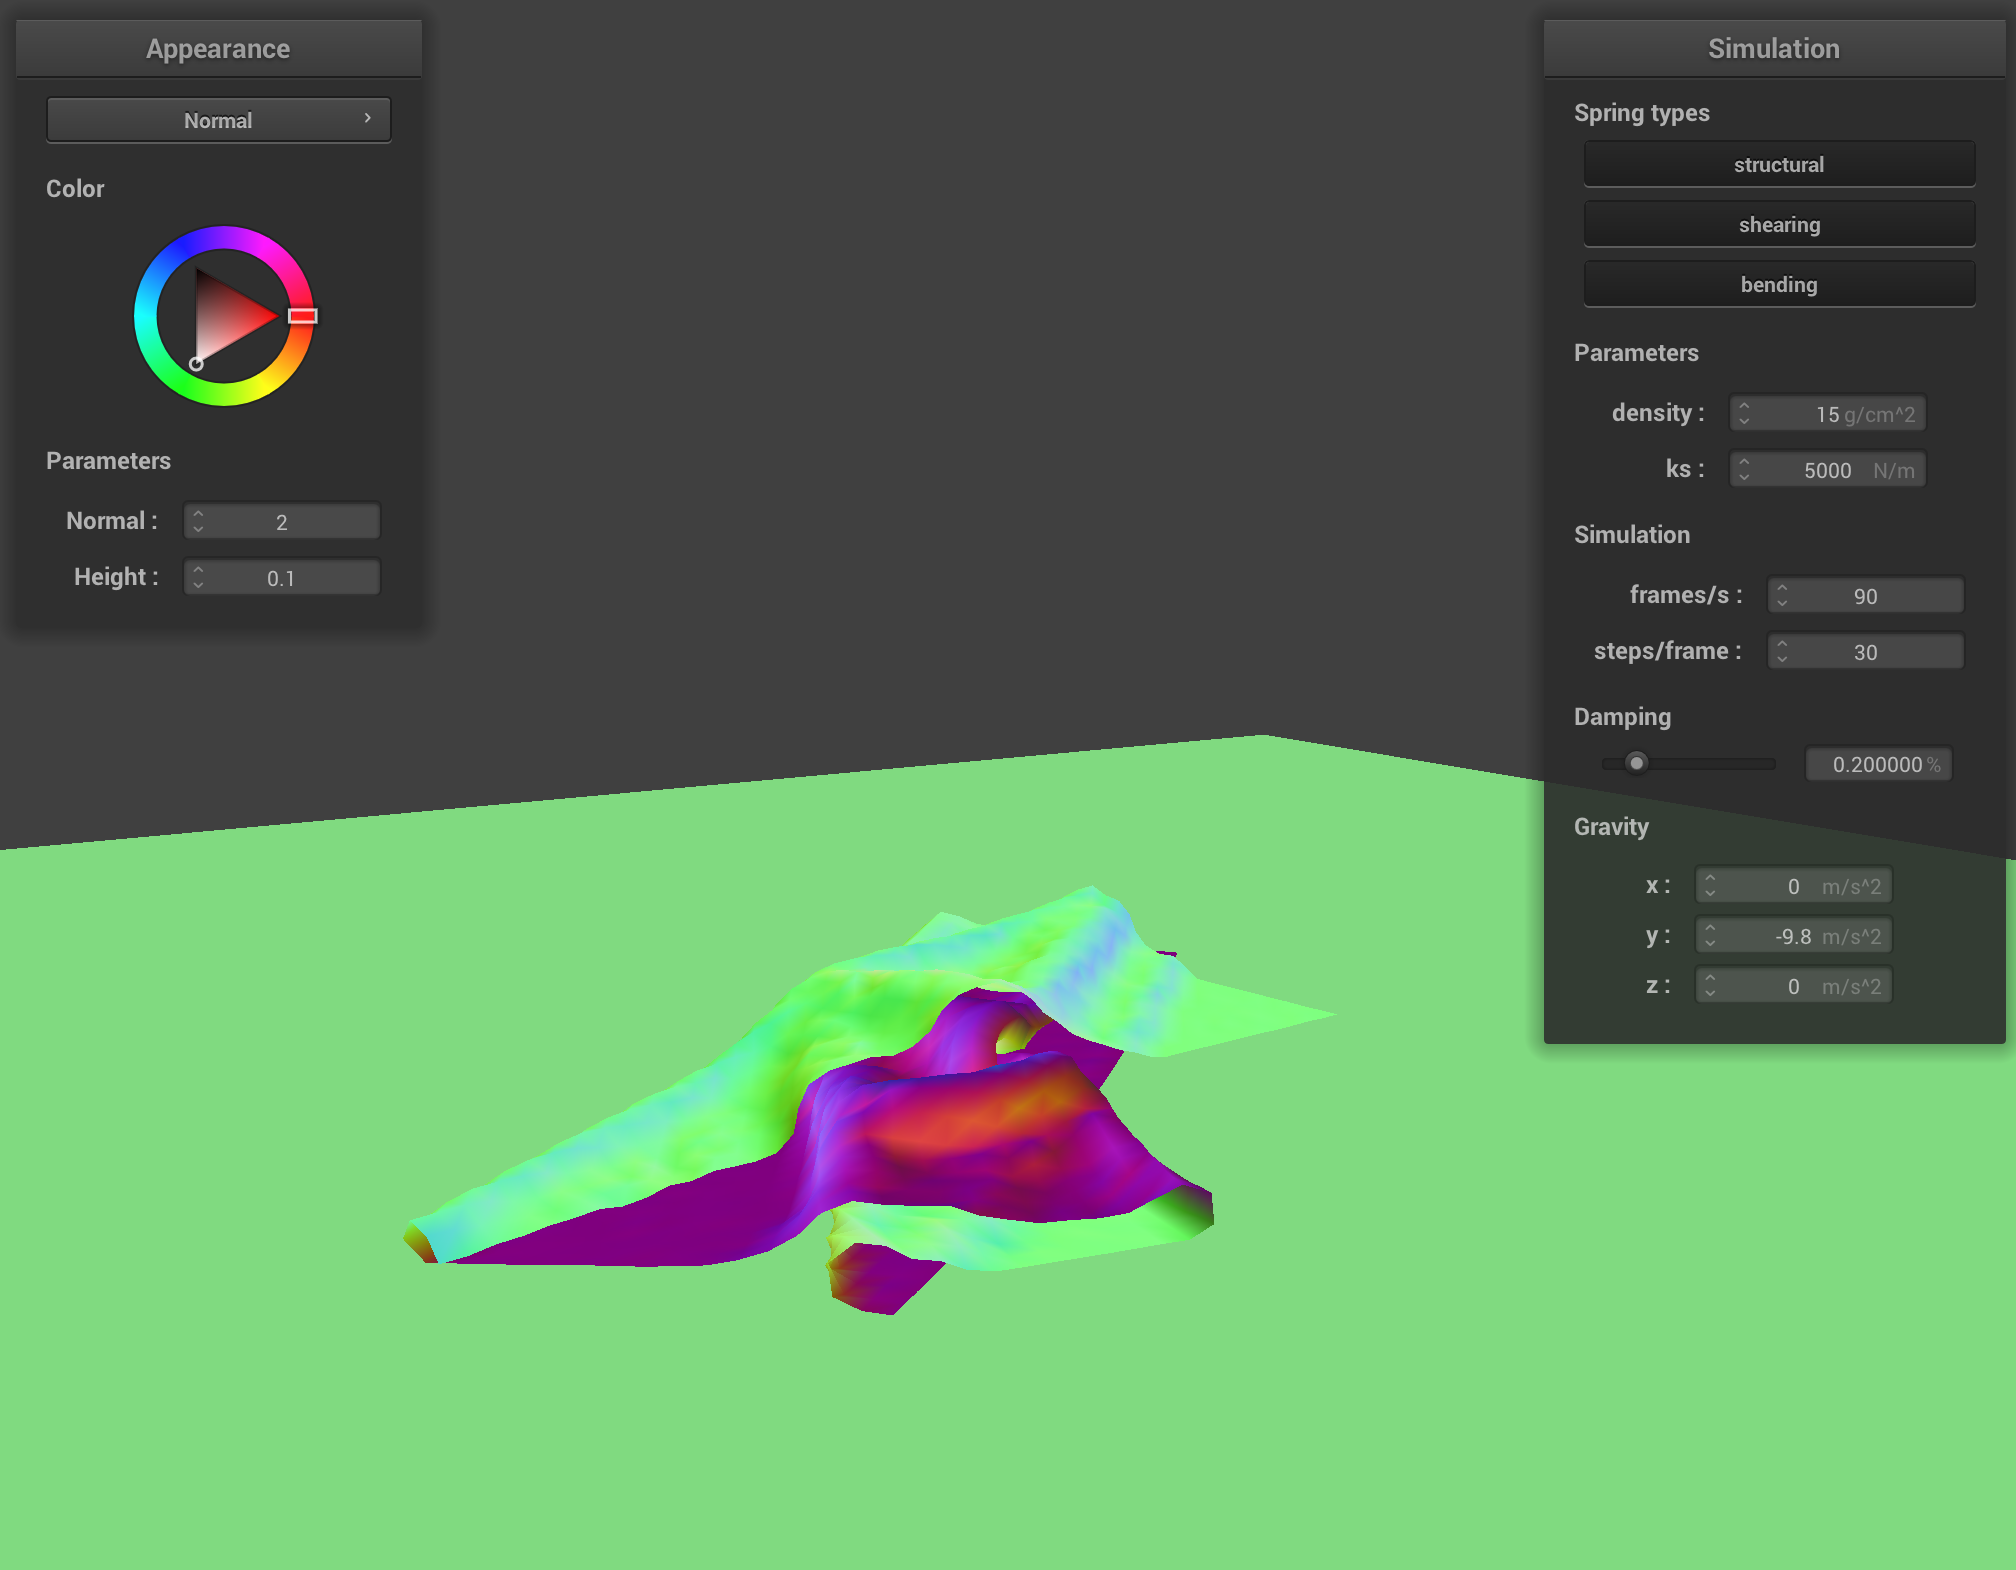 Appearance
Normal
Color
Parameters
Normal : 2
Height : 0.1
Simulation
Spring types
structural
shearing
bending
Parameters
density : 15 g/cm^2
ks : 5000 N/m
Simulation
frames/s : 90
steps/frame : 30
Damping
0.200000 %
Gravity
x : 0 m/s^2
y : -9.8 m/s^2
z : 0 m/s^2